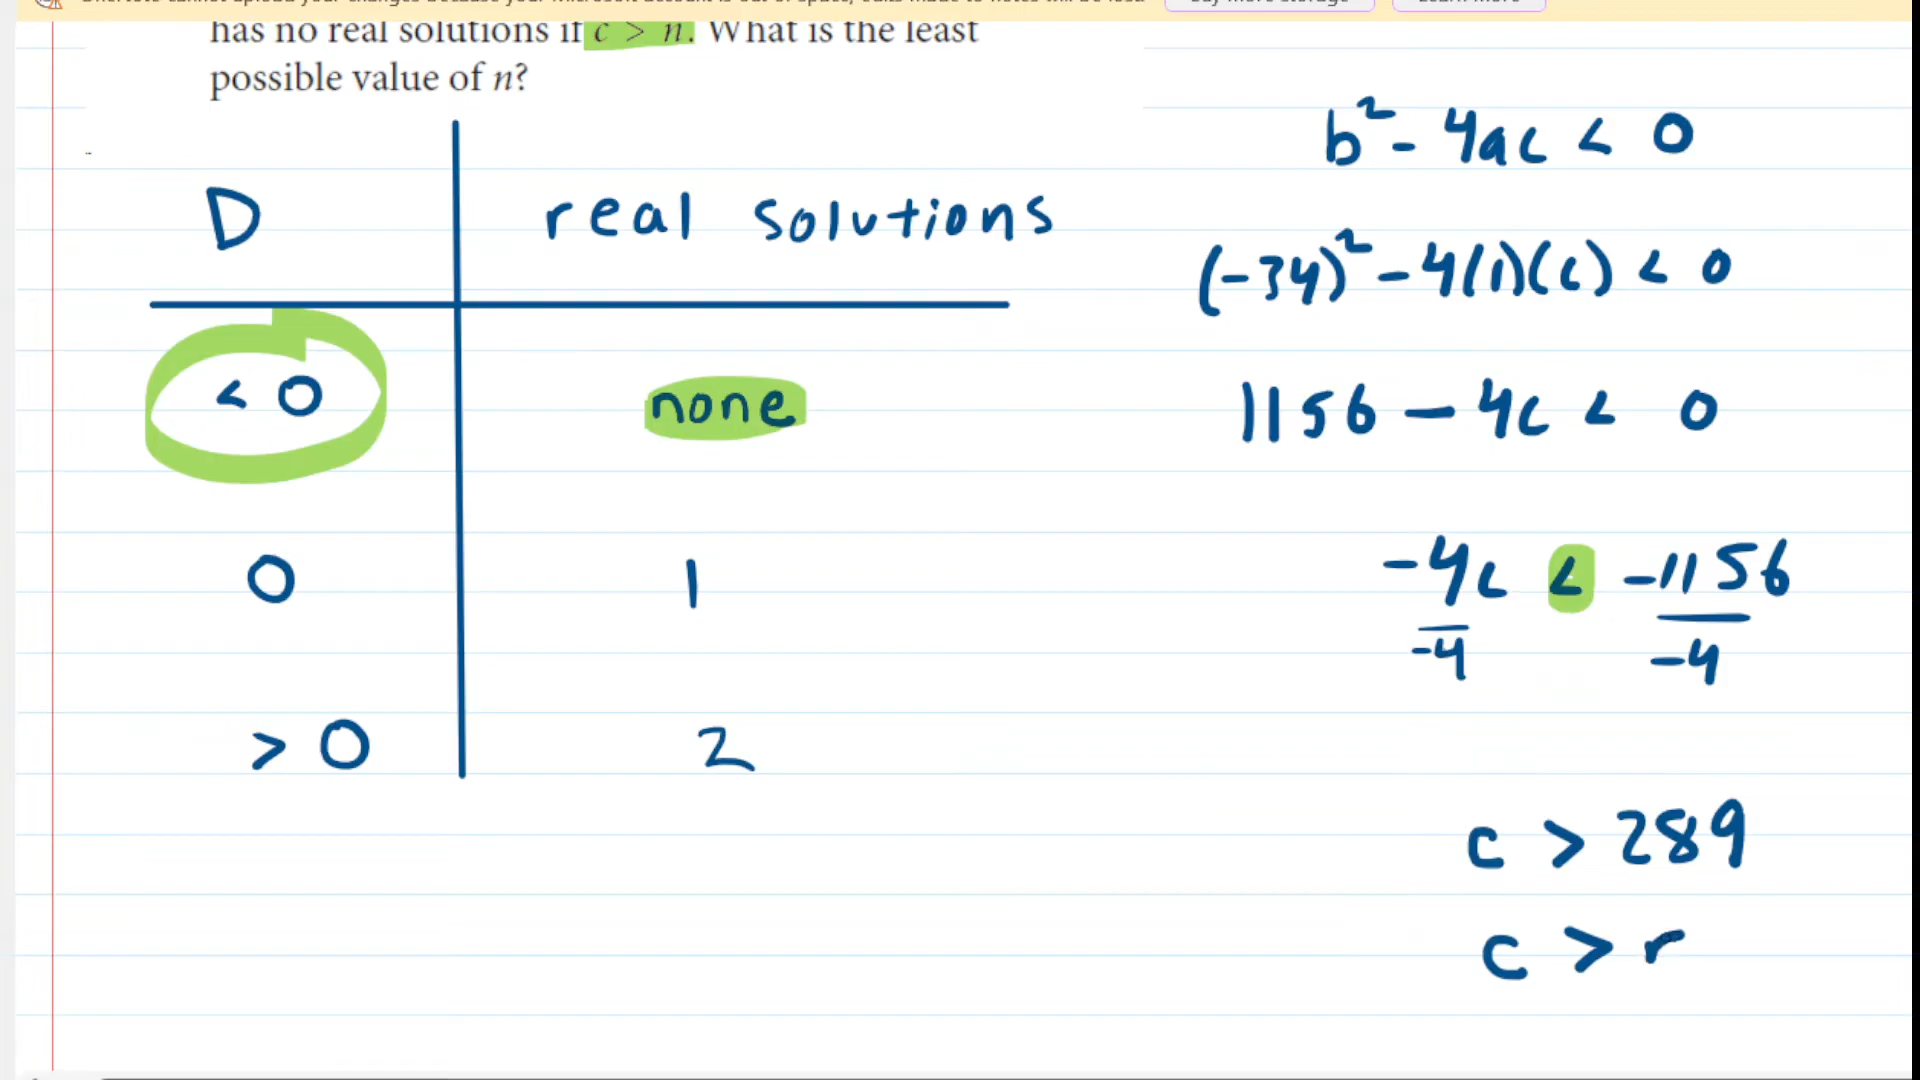 has no real solutions if c > n. What is the least
possible value of n?
D real solutions
< 0 none
0 1
> 0 2
b² - 4ac < 0
(-34)² - 4(1)(c) < 0
1156 - 4c < 0
-4c < -1156
-4 -4
c > 289
c > r